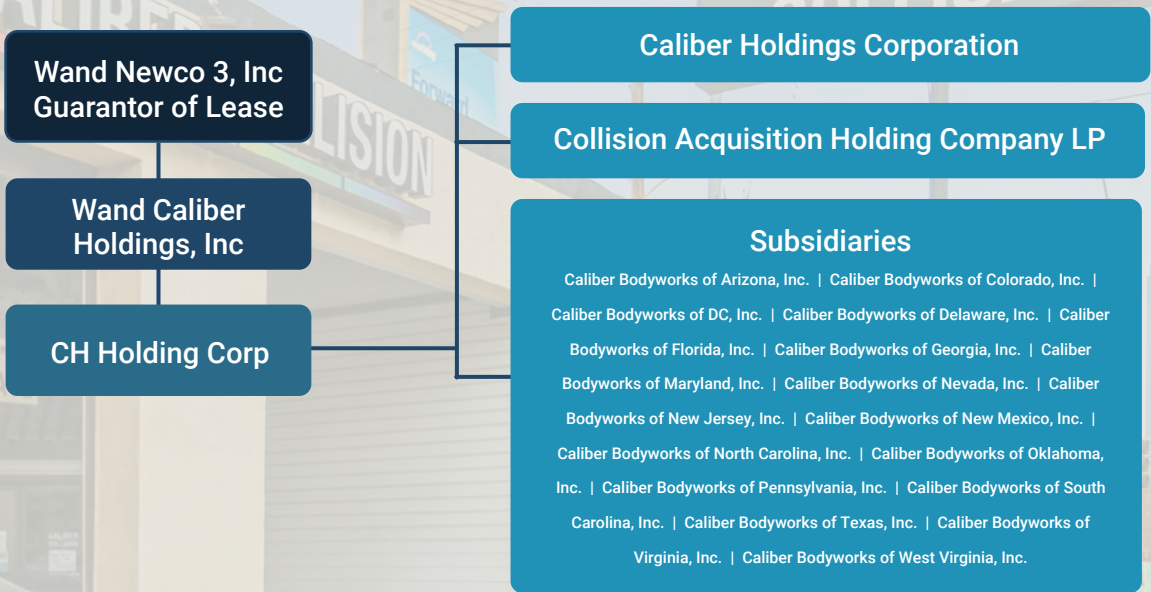 Wand Newco 3, Inc
Guarantor of Lease
Wand Caliber
Holdings, Inc
CH Holding Corp
Caliber Holdings Corporation
Collision Acquisition Holding Company LP
Subsidiaries
Caliber Bodyworks of Arizona, Inc. | Caliber Bodyworks of Colorado, Inc. |
Caliber Bodyworks of DC, Inc. | Caliber Bodyworks of Delaware, Inc. | Caliber
Bodyworks of Florida, Inc. | Caliber Bodyworks of Georgia, Inc. | Caliber
Bodyworks of Maryland, Inc. | Caliber Bodyworks of Nevada, Inc. | Caliber
Bodyworks of New Jersey, Inc. | Caliber Bodyworks of New Mexico, Inc. |
Caliber Bodyworks of North Carolina, Inc. | Caliber Bodyworks of Oklahoma,
Inc. | Caliber Bodyworks of Pennsylvania, Inc. | Caliber Bodyworks of South
Carolina, Inc. | Caliber Bodyworks of Texas, Inc. | Caliber Bodyworks of
Virginia, Inc. | Caliber Bodyworks of West Virginia, Inc.
Forward